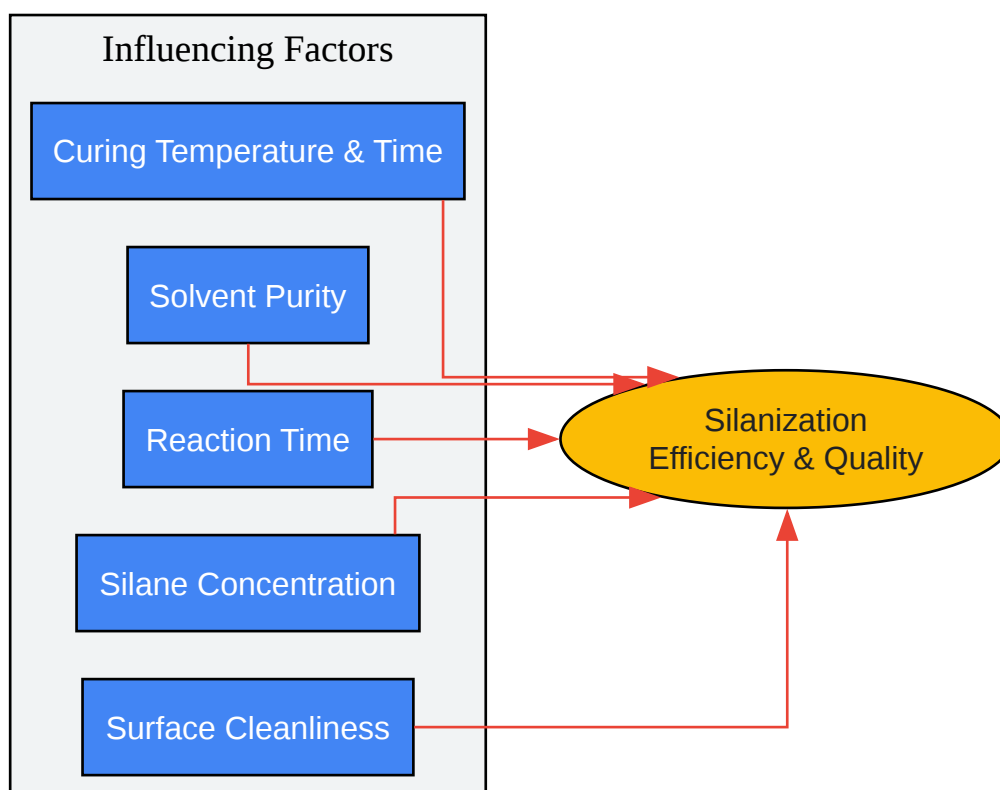 Influencing Factors
Curing Temperature & Time
Solvent Purity
Reaction Time
Silane Concentration
Surface Cleanliness
Silanization
Efficiency & Quality